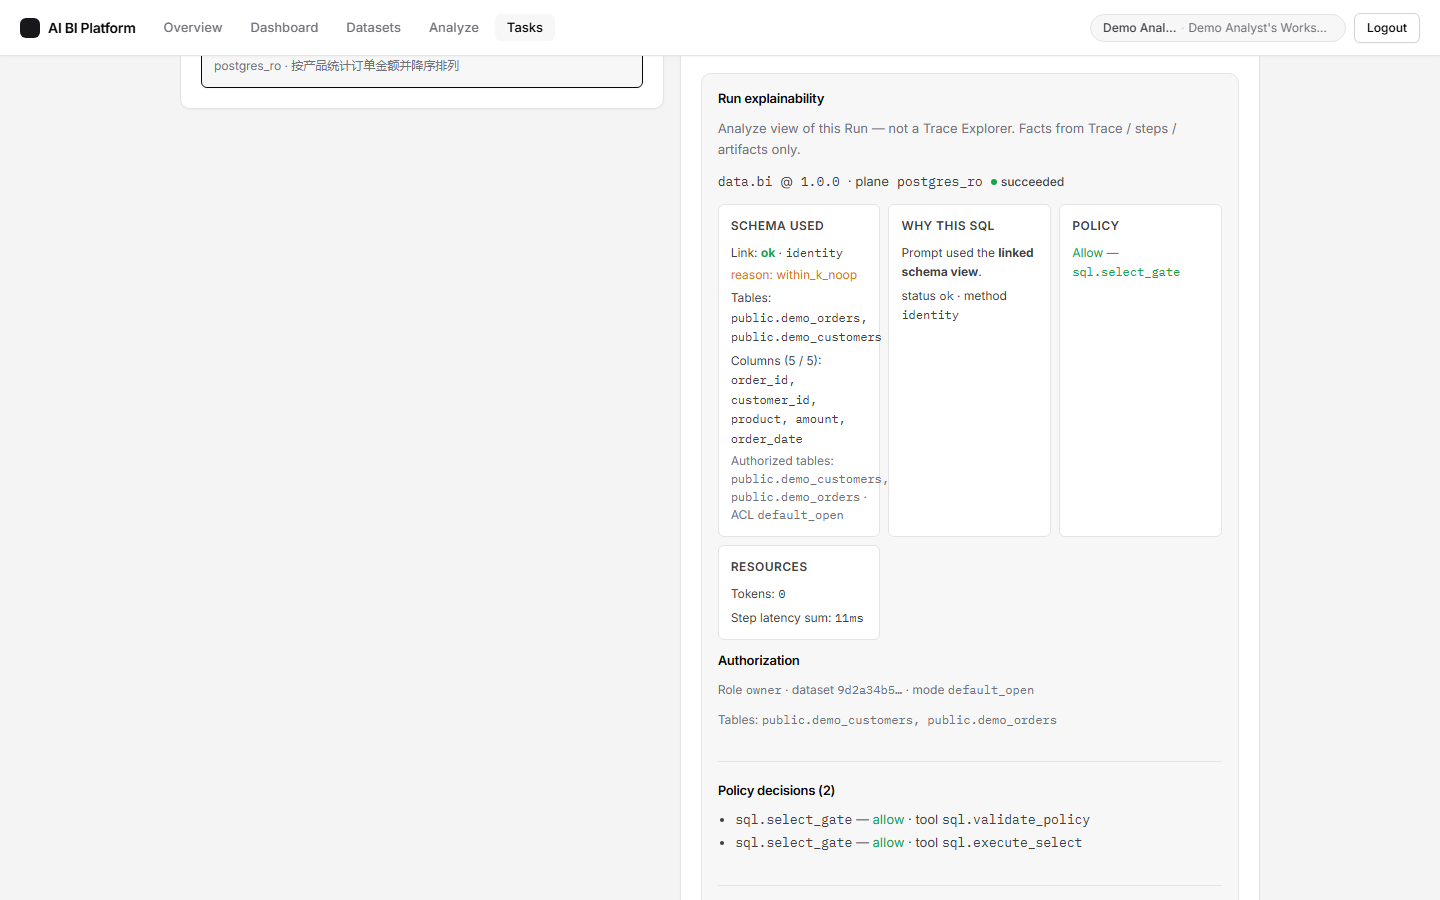 AI BI Platform
Overview
Dashboard
Datasets
Analyze
Tasks
Demo Anal... · Demo Analyst's Works...
Logout
postgres_ro · 按产品统计订单金额并降序排列
Run explainability
Analyze view of this Run — not a Trace Explorer. Facts from Trace / steps /
artifacts only.
data.bi @ 1.0.0 · plane postgres_ro succeeded
SCHEMA USED
Link: ok · identity
reason: within_k_noop
Tables:
public.demo_orders,
public.demo_customers
Columns (5 / 5):
order_id,
customer_id,
product, amount,
order_date
Authorized tables:
public.demo_customers,
public.demo_orders ·
ACL default_open
WHY THIS SQL
Prompt used the linked
schema view.
status ok · method
identity
POLICY
Allow —
sql.select_gate
RESOURCES
Tokens: 0
Step latency sum: 11ms
Authorization
Role owner · dataset 9d2a34b5… · mode default_open
Tables: public.demo_customers, public.demo_orders
Policy decisions (2)
• sql.select_gate — allow · tool sql.validate_policy
• sql.select_gate — allow · tool sql.execute_select